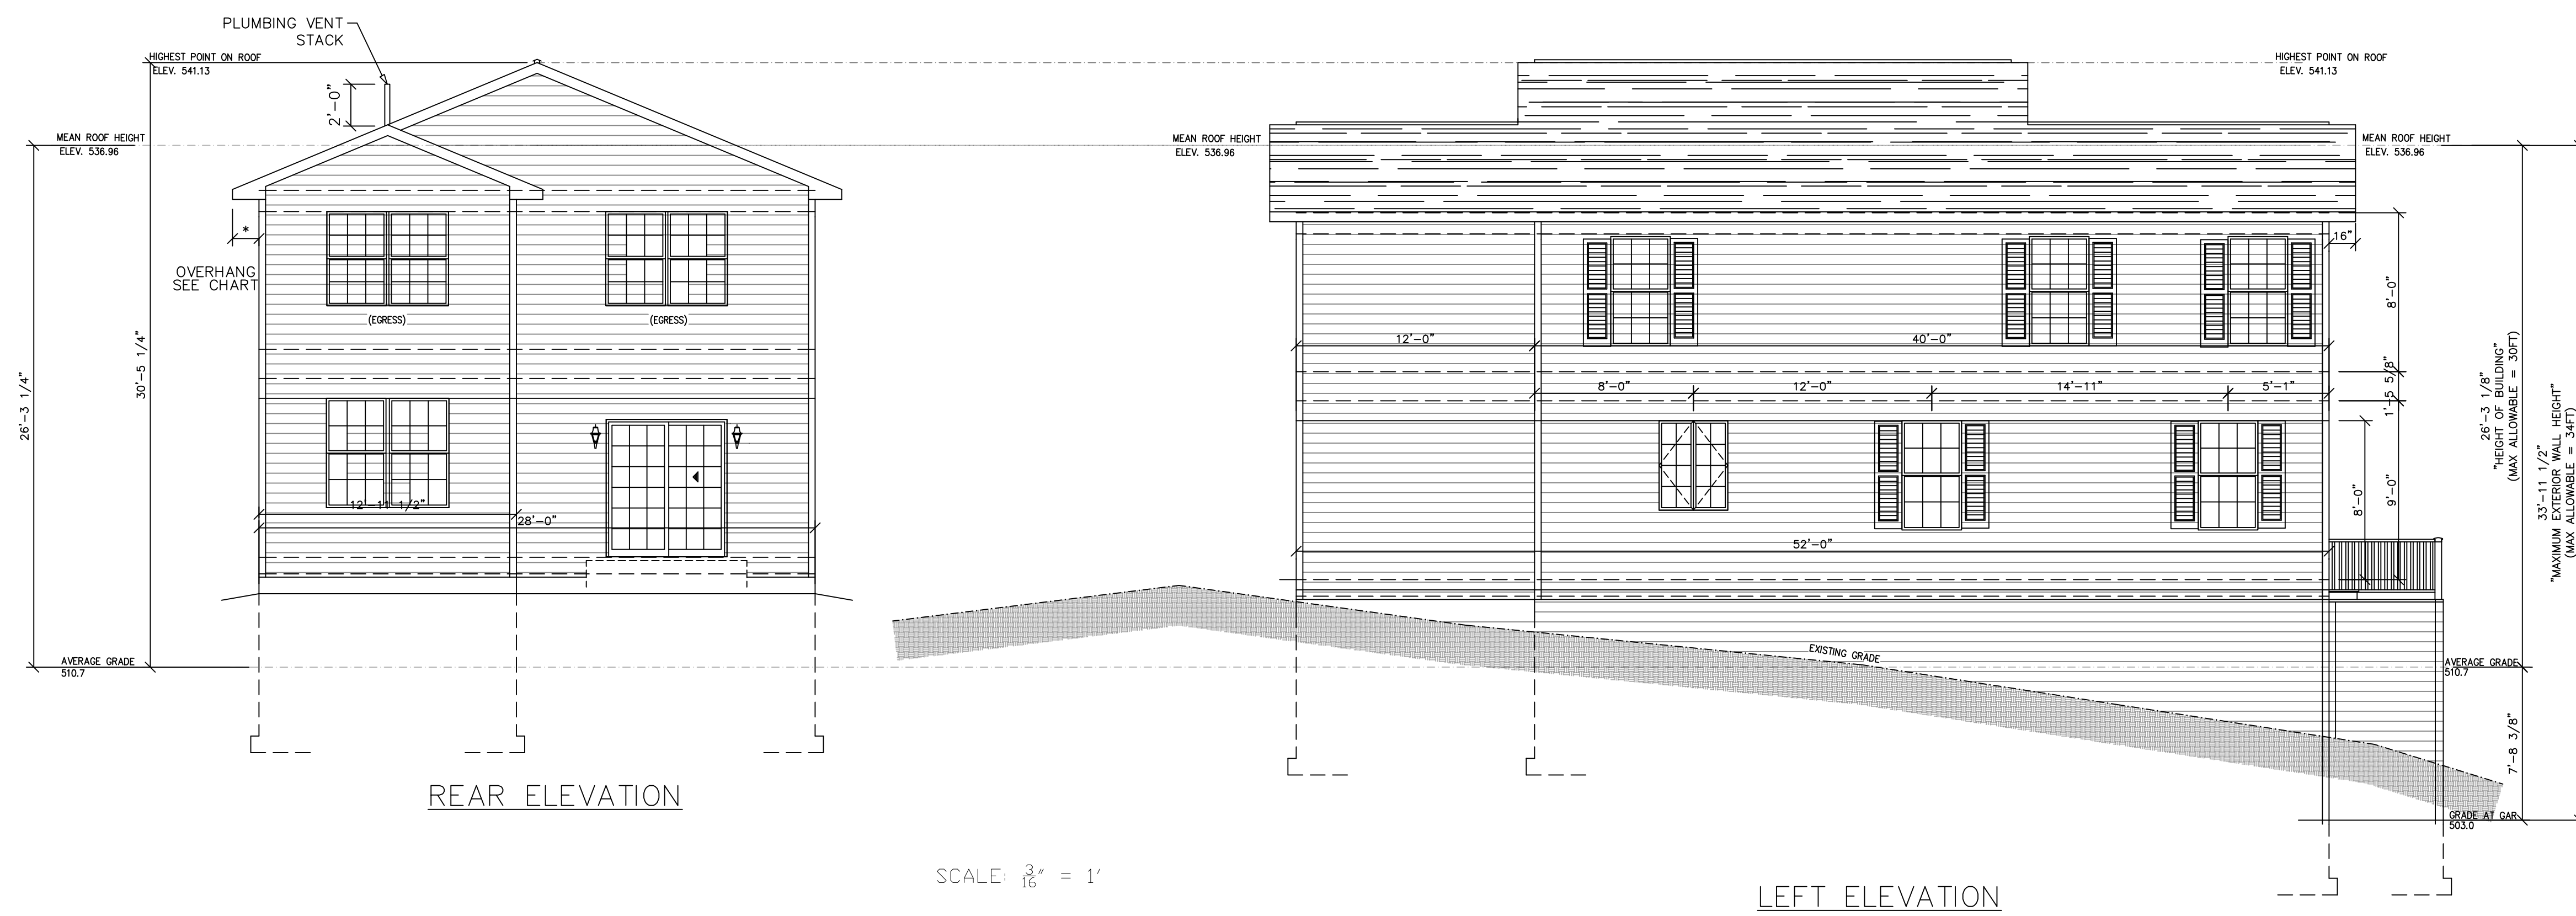 PLUMBING VENT
STACK
HIGHEST POINT ON ROOF
ELEV. 541.13
2'-0"
MEAN ROOF HEIGHT
ELEV. 536.96
*
OVERHANG
SEE CHART
(EGRESS)
(EGRESS)
26'-3 1/4"
30'-5 1/4"
12'-11 1/2"
28'-0"
AVERAGE GRADE
510.7
REAR ELEVATION
SCALE: 3/16" = 1'
HIGHEST POINT ON ROOF
ELEV. 541.13
MEAN ROOF HEIGHT
ELEV. 536.96
MEAN ROOF HEIGHT
ELEV. 536.96
16"
8'-0"
12'-0"
40'-0"
1'-5 5/8"
8'-0"
12'-0"
14'-11"
5'-1"
8'-0"
9'-0"
52'-0"
26'-3 1/8"
"HEIGHT OF BUILDING"
(MAX ALLOWABLE = 30FT)
33'-11 1/2"
"MAXIMUM EXTERIOR WALL HEIGHT"
(MAX ALLOWABLE = 34FT)
EXISTING GRADE
AVERAGE GRADE
510.7
7'-8 3/8"
GRADE AT GAR
503.0
LEFT ELEVATION